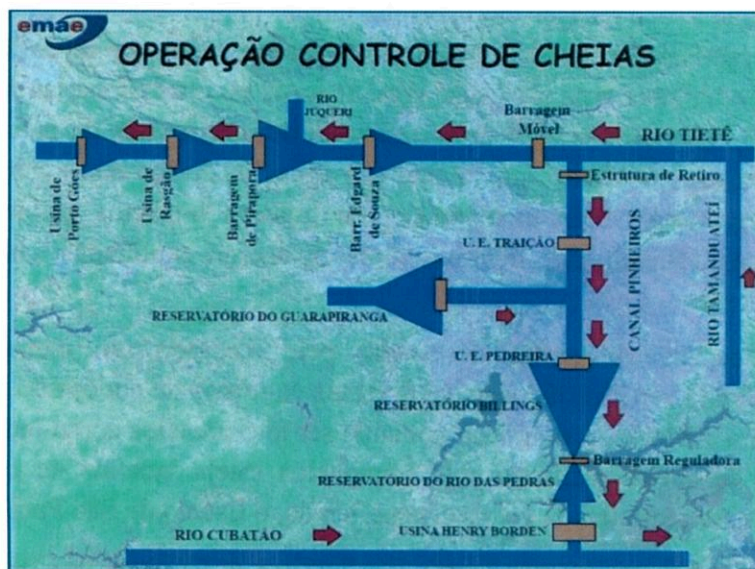 emae
OPERAÇÃO CONTROLE DE CHEIAS
RIO
JUQUERI
Barragem
Móvel
RIO TIETÊ
Usina de
Porto Góes
Usina de
Rasgão
Barragem
de Pirapora
Barr. Edgard
de Souza
Estrutura de Retiro
U. E. TRAIÇÃO
CANAL PINHEIROS
RIO TAMANDUATEÍ
RESERVATÓRIO DO GUARAPIRANGA
U. E. PEDREIRA
RESERVATÓRIO BILLINGS
Barragem Reguladora
RESERVATÓRIO DO RIO DAS PEDRAS
RIO CUBATÃO
USINA HENRY BORDEN